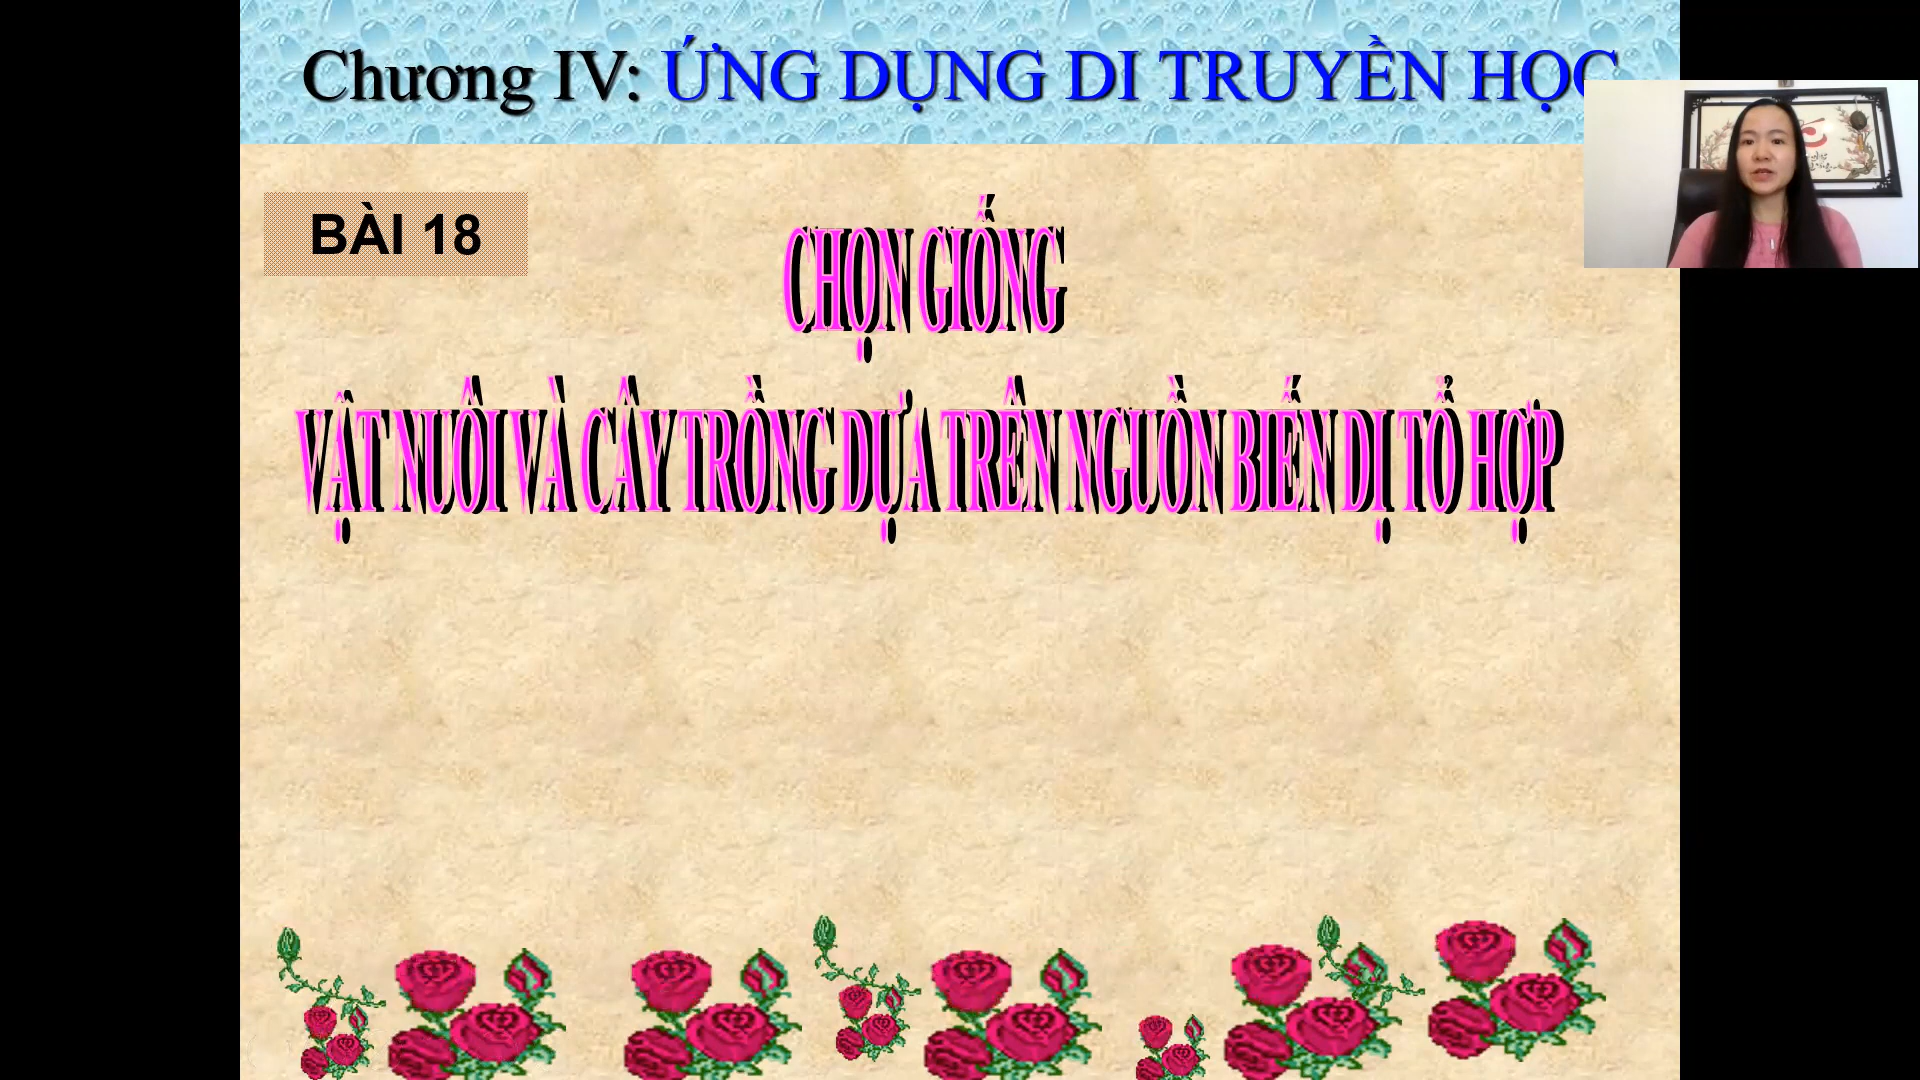 Chương IV: ỨNG DỤNG DI TRUYỀN HỌC
BÀI 18
CHỌN GIỐNG
VẬT NUÔI VÀ CÂY TRỒNG DỰA TRÊN NGUỒN BIẾN DỊ TỔ HỢP